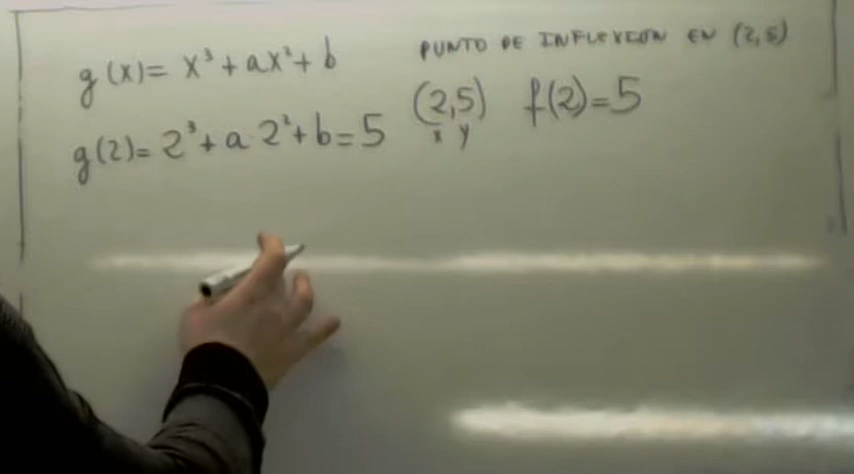 g(x) = x³ + ax² + b
PUNTO DE INFLEXION EN (2,5)
g(2) = 2³ + a 2² + b = 5
(2,5) f(2) = 5
x y